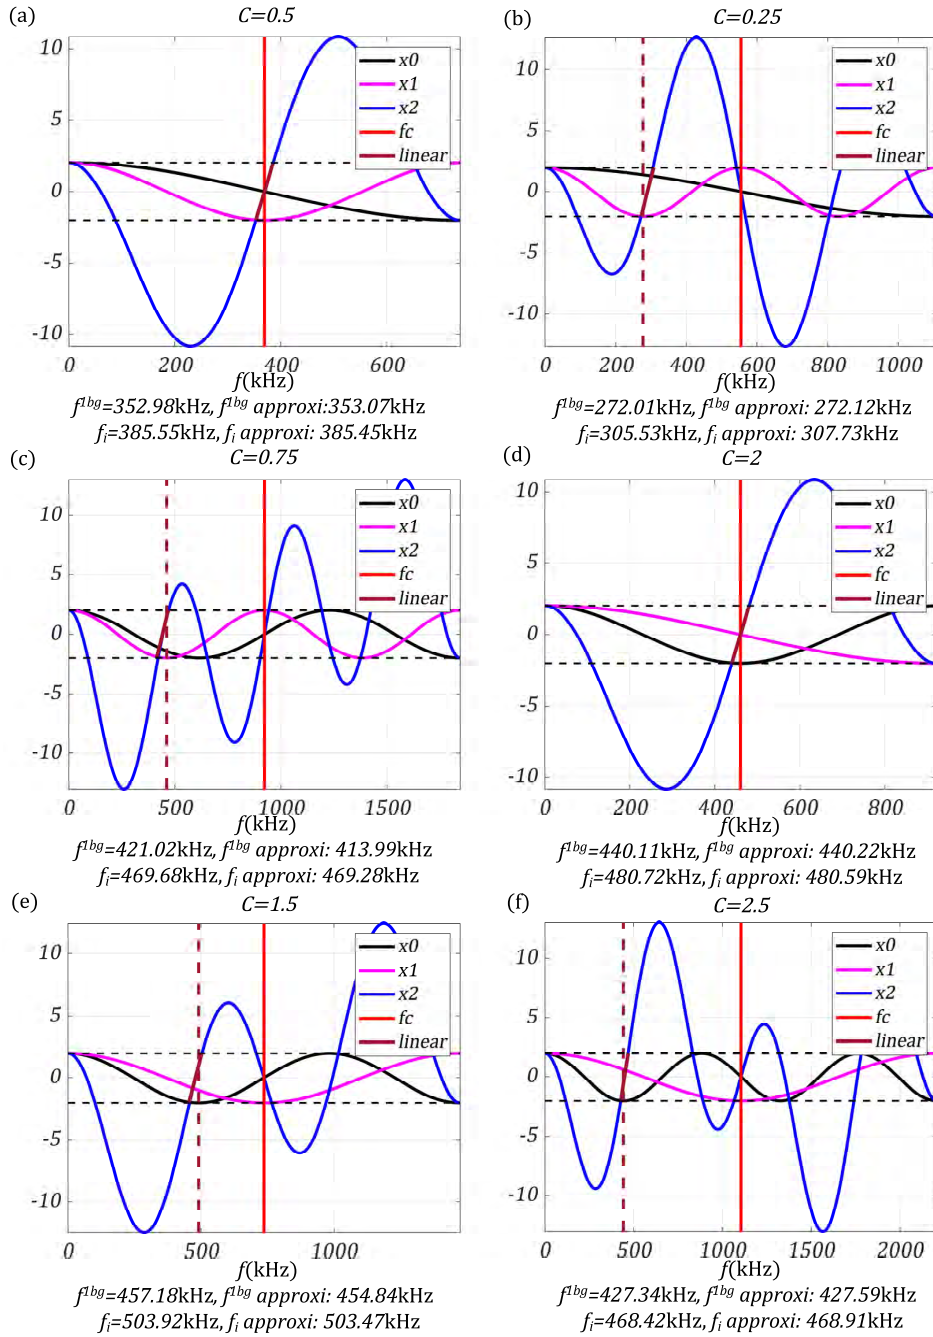 (a)
C=0.5
10
5
0
-5
-10
x0
x1
x2
fc
linear
0 200 400 600
f(kHz)
f1bg=352.98kHz, f1bg approxi:353.07kHz
fi=385.55kHz, fi approxi: 385.45kHz
(b)
C=0.25
10
5
0
-5
-10
x0
x1
x2
fc
linear
0 200 400 600 800 1000
f(kHz)
f1bg=272.01kHz, f1bg approxi: 272.12kHz
fi=305.53kHz, fi approxi: 307.73kHz
(c)
C=0.75
10
5
0
-5
-10
x0
x1
x2
fc
linear
0 500 1000 1500
f(kHz)
f1bg=421.02kHz, f1bg approxi: 413.99kHz
fi=469.68kHz, fi approxi: 469.28kHz
(d)
C=2
10
5
0
-5
-10
x0
x1
x2
fc
linear
0 200 400 600 800
f(kHz)
f1bg=440.11kHz, f1bg approxi: 440.22kHz
fi=480.72kHz, fi approxi: 480.59kHz
(e)
C=1.5
10
5
0
-5
-10
x0
x1
x2
fc
linear
0 500 1000
f(kHz)
f1bg=457.18kHz, f1bg approxi: 454.84kHz
fi=503.92kHz, fi approxi: 503.47kHz
(f)
C=2.5
10
5
0
-5
-10
x0
x1
x2
fc
linear
0 500 1000 1500 2000
f(kHz)
f1bg=427.34kHz, f1bg approxi: 427.59kHz
fi=468.42kHz, fi approxi: 468.91kHz